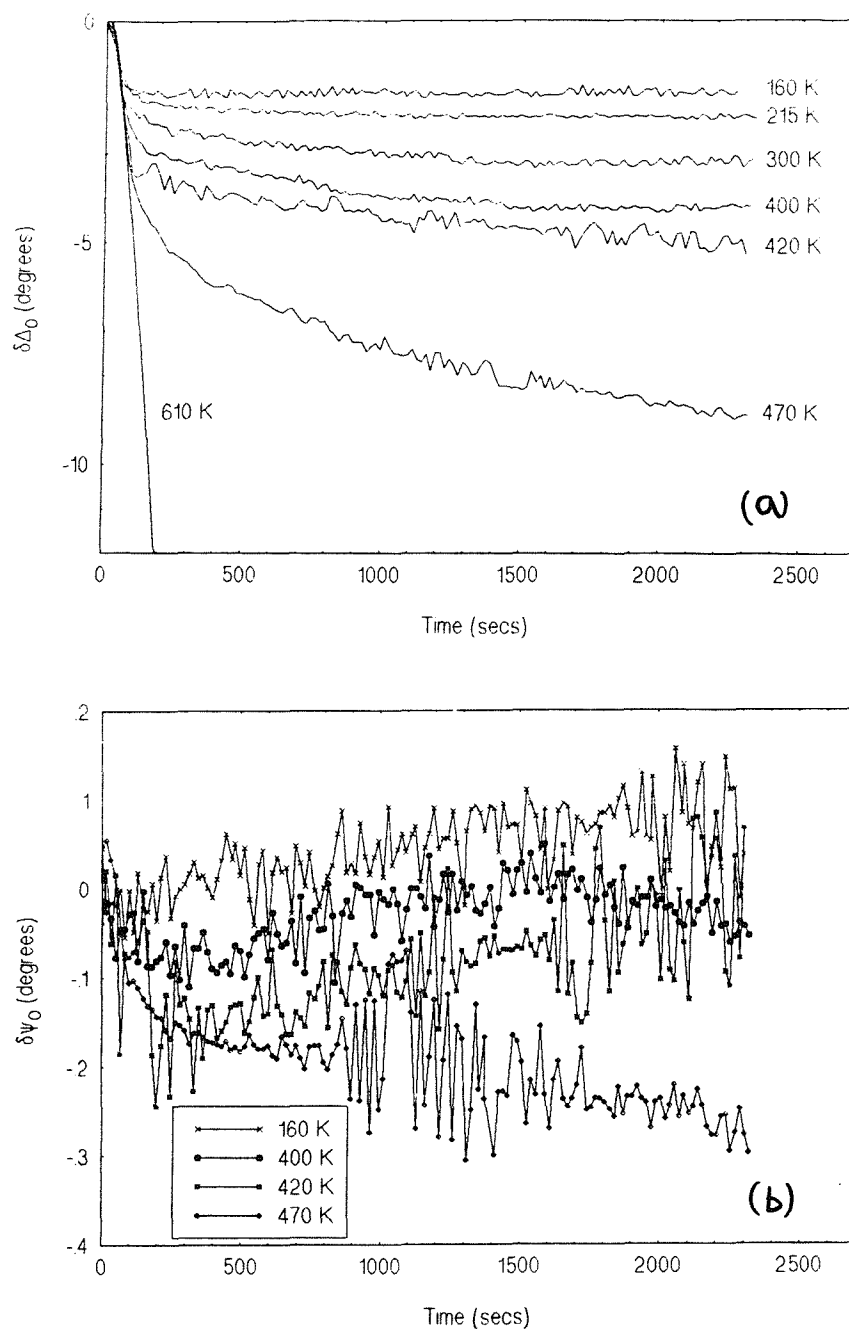 0
160 K
215 K
300 K
400 K
420 K
-5
δΔ₀ (degrees)
610 K
470 K
-10
(a)
0
500
1000
1500
2000
2500
Time (secs)
.2
.1
0
-.1
-.2
-.3
-.4
δΨ₀ (degrees)
160 K
400 K
420 K
470 K
(b)
0
500
1000
1500
2000
2500
Time (secs)